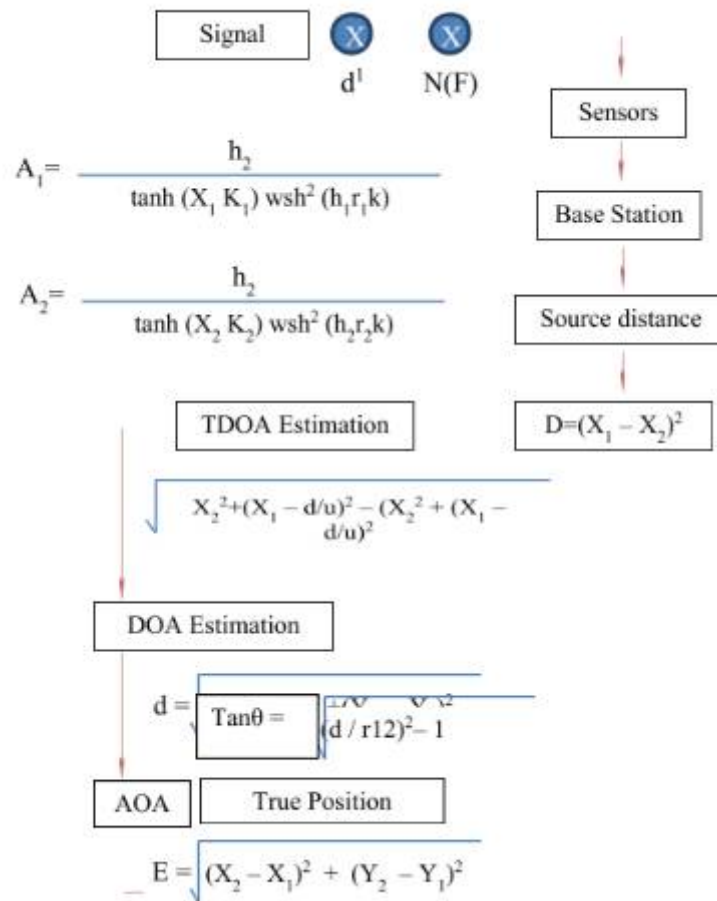 Signal X X
d¹ N(F)
Sensors
A₁= h₂
tanh (X₁ K₁) wsh² (h₁r₁k)
Base Station
A₂= h₂
tanh (X₂ K₂) wsh² (h₂r₂k)
Source distance
TDOA Estimation
D=(X₁ – X₂)²
√ X₂²+(X₁ – d/u)² – (X₂² + (X₁ –
d/u)²
DOA Estimation
d = √ Tanθ = √ (d / r12)²– 1
AOA True Position
E = √ (X₂ – X₁)² + (Y₂ – Y₁)²